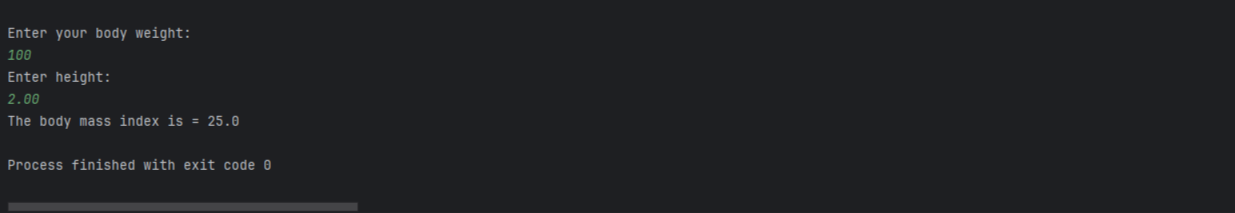 Enter your body weight:
100
Enter height:
2.00
The body mass index is = 25.0
Process finished with exit code 0